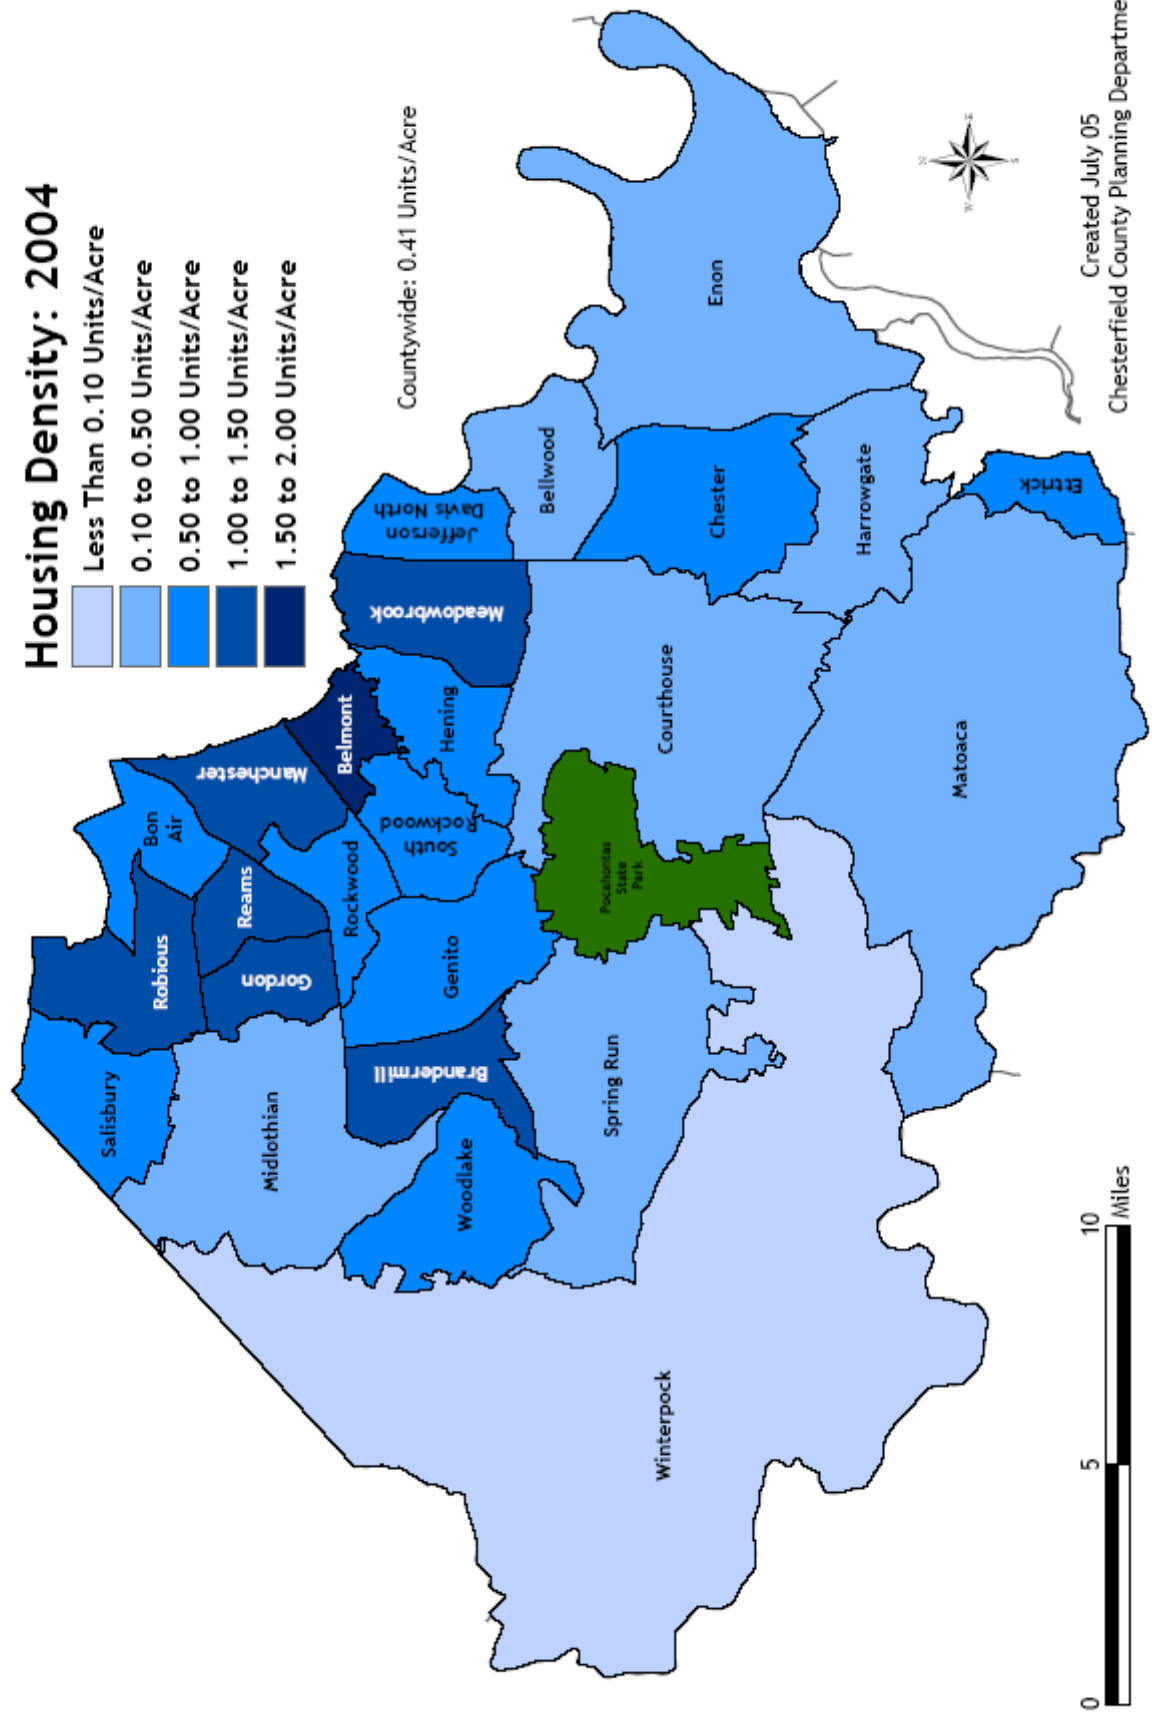 Housing Density: 2004
Less Than 0.10 Units/Acre
0.10 to 0.50 Units/Acre
0.50 to 1.00 Units/Acre
1.00 to 1.50 Units/Acre
1.50 to 2.00 Units/Acre
Countywide: 0.41 Units/Acre
Salisbury
Robious
Bon
Air
Manchester
Reams
Gordon
Midlothian
Rockwood
Belmont
Jefferson
Davis North
Meadowbrook
Hening
South
Rockwood
Genito
Brandermill
Woodlake
Bellwood
Spring Run
Pocahontas
State
Park
Courthouse
Chester
Enon
Winterpock
Harrowgate
Matoaca
Ettrick
N
W
E
S
0
5
10
Miles
Created July 05
Chesterfield County Planning Departme